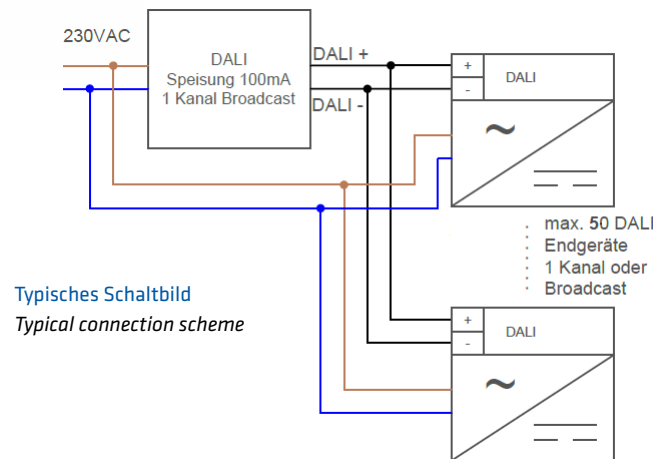 230VAC
DALI
Speisung 100mA
1 Kanal Broadcast
DALI +
DALI -
+
-
DALI
~
max. 50 DALI
Endgeräte
1 Kanal oder
Broadcast
Typisches Schaltbild
Typical connection scheme
+
-
DALI
~